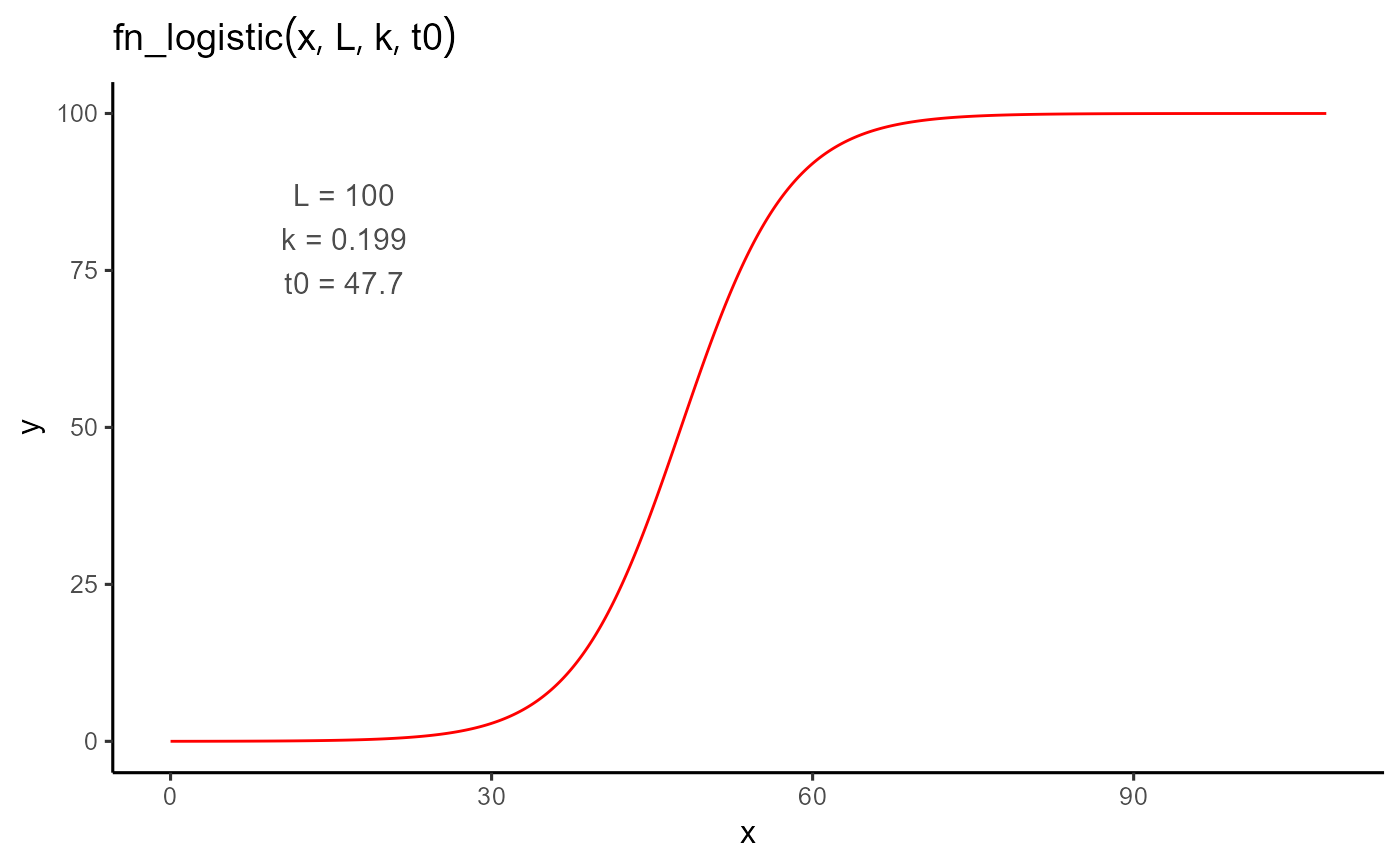 fn_logistic(x, L, k, t0)
100
75
50
25
0
y
L = 100
k = 0.199
t0 = 47.7
0 30 60 90
x